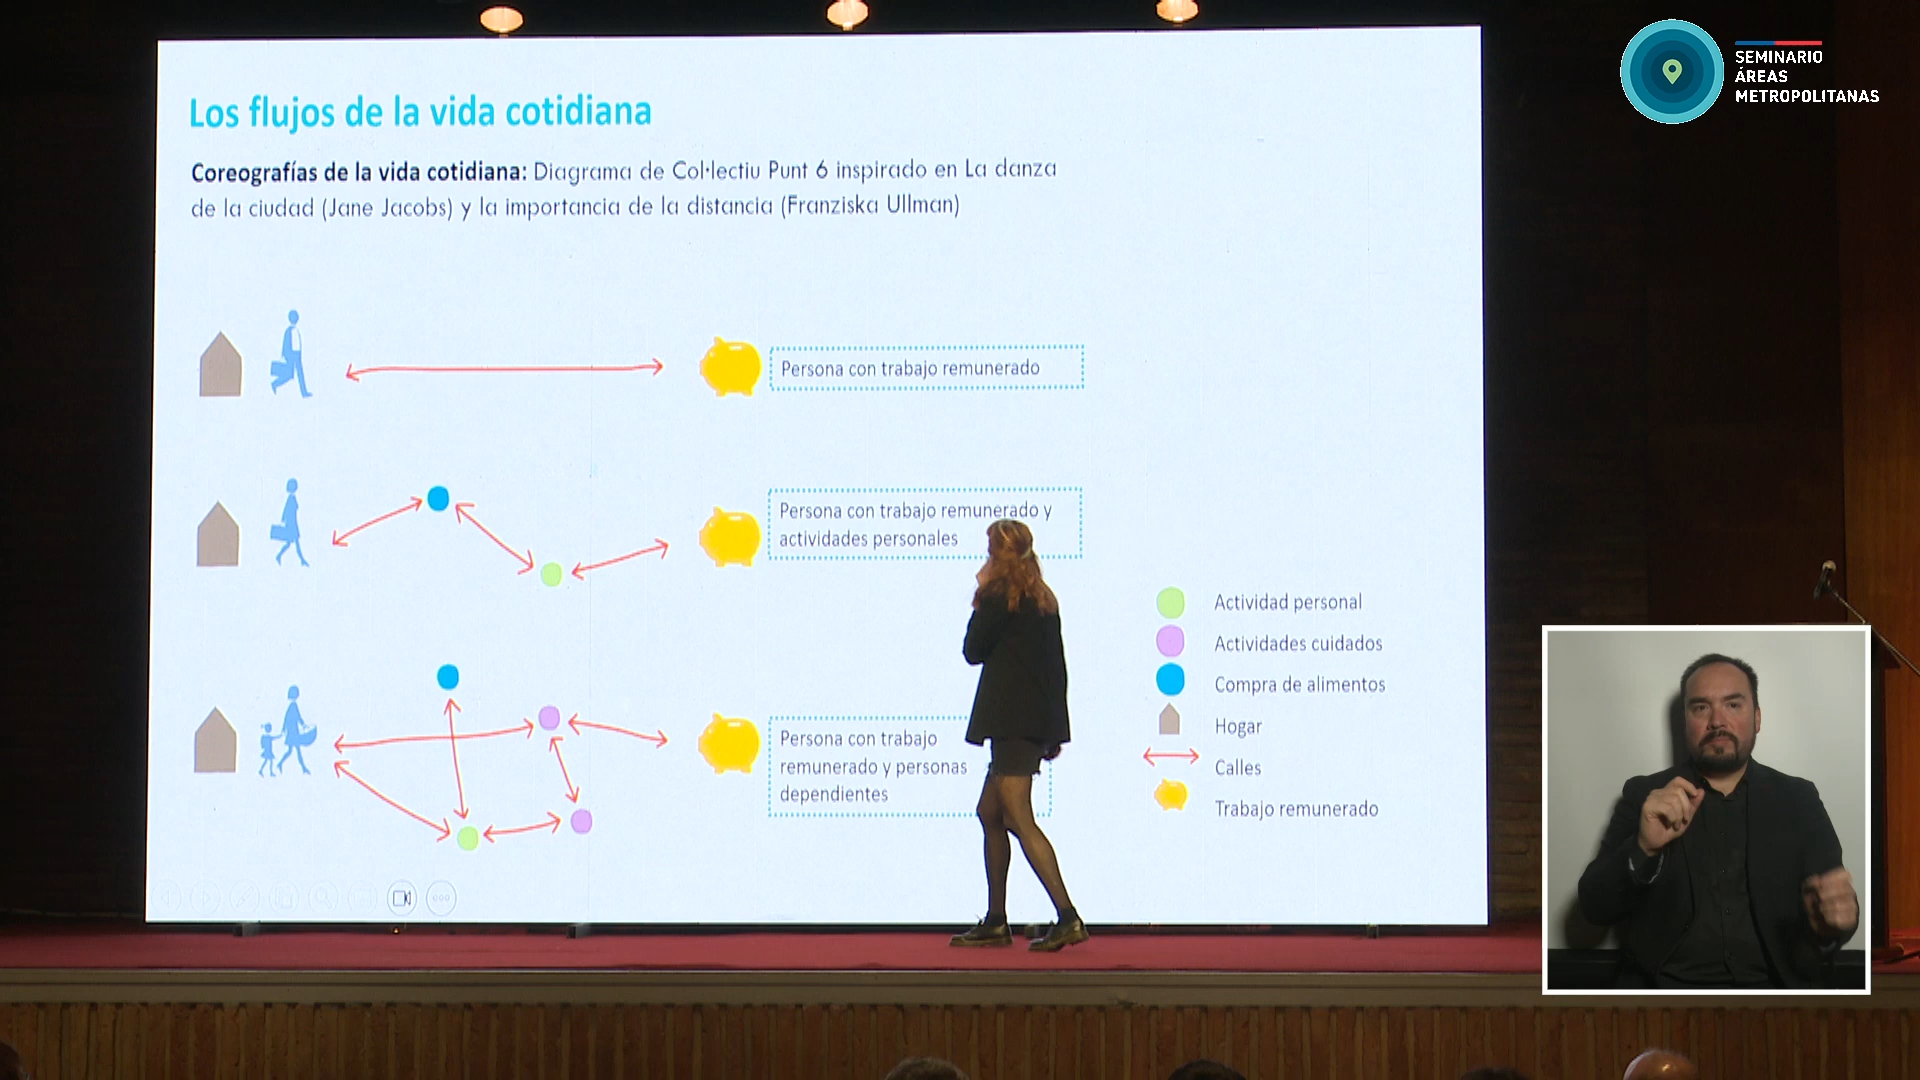 SEMINARIO
ÁREAS
METROPOLITANAS
Los flujos de la vida cotidiana
Coreografías de la vida cotidiana: Diagrama de Col·lectiu Punt 6 inspirado en La danza
de la ciudad (Jane Jacobs) y la importancia de la distancia (Franziska Ullman)
Persona con trabajo remunerado
Persona con trabajo remunerado y
actividades personales
Persona con trabajo
remunerado y personas
dependientes
Actividad personal
Actividades cuidados
Compra de alimentos
Hogar
Calles
Trabajo remunerado